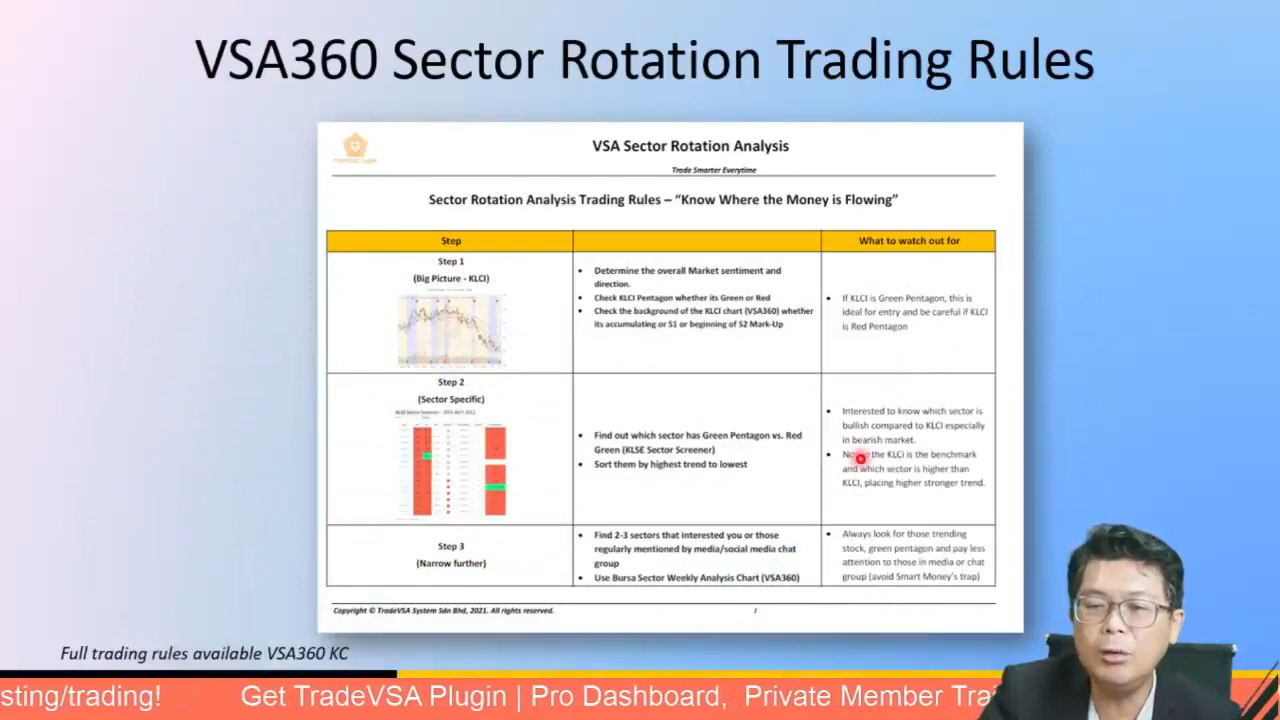 VSA360 Sector Rotation Trading Rules
VSA Sector Rotation Analysis
Trade Smarter Everytime
Sector Rotation Analysis Trading Rules – “Know Where the Money is Flowing”
Step
What to watch out for
Step 1
(Big Picture - KLCI)
• Determine the overall Market sentiment and
direction.
• Check KLCI Pentagon whether its Green or Red
• Check the background of the KLCI chart (VSA360) whether
its accumulating or S1 or beginning of S2 Mark-Up
• If KLCI is Green Pentagon, this is
ideal for entry and be careful if KLCI
is Red Pentagon
Step 2
(Sector Specific)
• Find out which sector has Green Pentagon vs. Red
Green (KLSE Sector Screener)
• Sort them by highest trend to lowest
• Interested to know which sector is
bullish compared to KLCI especially
in bearish market.
• the KLCI is the benchmark
and which sector is higher than
KLCI, placing higher stronger trend.
Step 3
(Narrow further)
• Find 2-3 sectors that interested you or those
regularly mentioned by media/social media chat
group
• Use Bursa Sector Weekly Analysis Chart (VSA360)
• Always look for those trending
stock, green pentagon and pay less
attention to those in media or chat
group (avoid Smart Money’s trap)
Copyright © TradeVSA System Sdn Bhd, 2021. All rights reserved.
Full trading rules available VSA360 KC
sting/trading! Get TradeVSA Plugin | Pro Dashboard, Private Member Trai